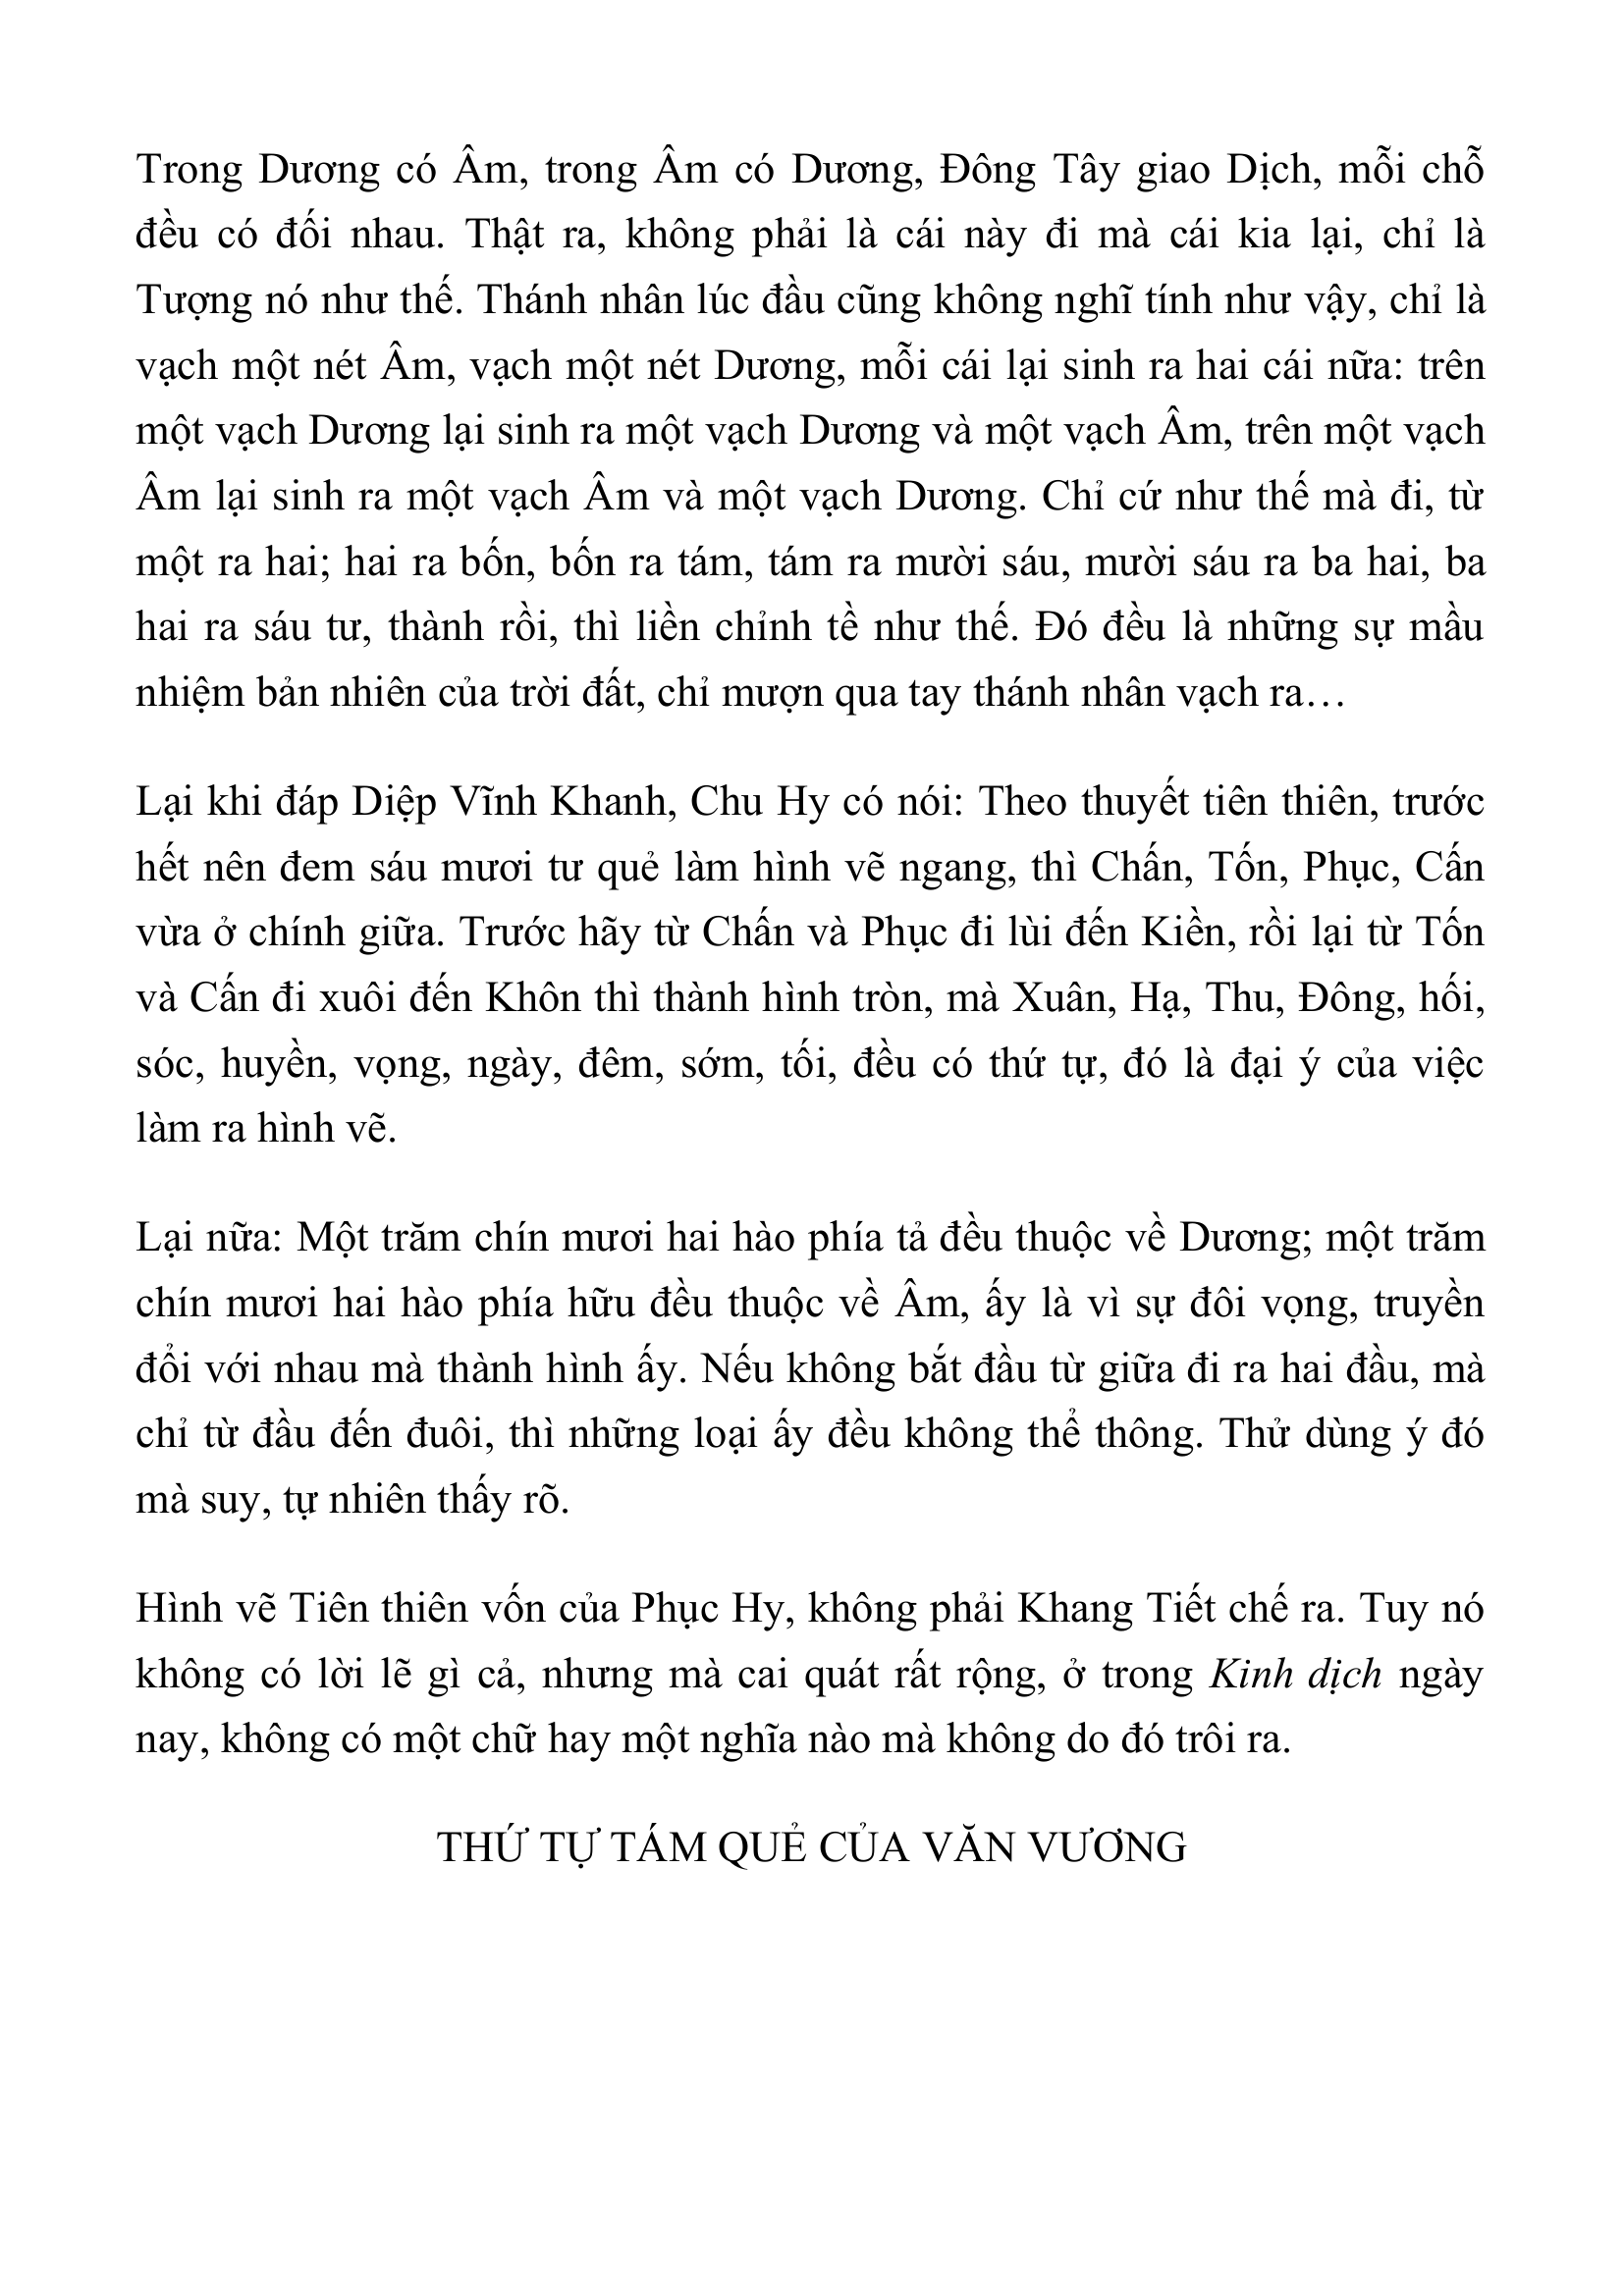 Trong Dương có Âm, trong Âm có Dương, Đông Tây giao Dịch, mỗi chỗ
đều có đối nhau. Thật ra, không phải là cái này đi mà cái kia lại, chỉ là
Tượng nó như thế. Thánh nhân lúc đầu cũng không nghĩ tính như vậy, chỉ là
vạch một nét Âm, vạch một nét Dương, mỗi cái lại sinh ra hai cái nữa: trên
một vạch Dương lại sinh ra một vạch Dương và một vạch Âm, trên một vạch
Âm lại sinh ra một vạch Âm và một vạch Dương. Chỉ cứ như thế mà đi, từ
một ra hai; hai ra bốn, bốn ra tám, tám ra mười sáu, mười sáu ra ba hai, ba
hai ra sáu tư, thành rồi, thì liền chỉnh tề như thế. Đó đều là những sự mầu
nhiệm bản nhiên của trời đất, chỉ mượn qua tay thánh nhân vạch ra…
Lại khi đáp Diệp Vĩnh Khanh, Chu Hy có nói: Theo thuyết tiên thiên, trước
hết nên đem sáu mươi tư quẻ làm hình vẽ ngang, thì Chấn, Tốn, Phục, Cấn
vừa ở chính giữa. Trước hãy từ Chấn và Phục đi lùi đến Kiền, rồi lại từ Tốn
và Cấn đi xuôi đến Khôn thì thành hình tròn, mà Xuân, Hạ, Thu, Đông, hối,
sóc, huyền, vọng, ngày, đêm, sớm, tối, đều có thứ tự, đó là đại ý của việc
làm ra hình vẽ.
Lại nữa: Một trăm chín mươi hai hào phía tả đều thuộc về Dương; một trăm
chín mươi hai hào phía hữu đều thuộc về Âm, ấy là vì sự đôi vọng, truyền
đổi với nhau mà thành hình ấy. Nếu không bắt đầu từ giữa đi ra hai đầu, mà
chỉ từ đầu đến đuôi, thì những loại ấy đều không thể thông. Thử dùng ý đó
mà suy, tự nhiên thấy rõ.
Hình vẽ Tiên thiên vốn của Phục Hy, không phải Khang Tiết chế ra. Tuy nó
không có lời lẽ gì cả, nhưng mà cai quát rất rộng, ở trong Kinh dịch ngày
nay, không có một chữ hay một nghĩa nào mà không do đó trôi ra.
THỨ TỰ TÁM QUẺ CỦA VĂN VƯƠNG